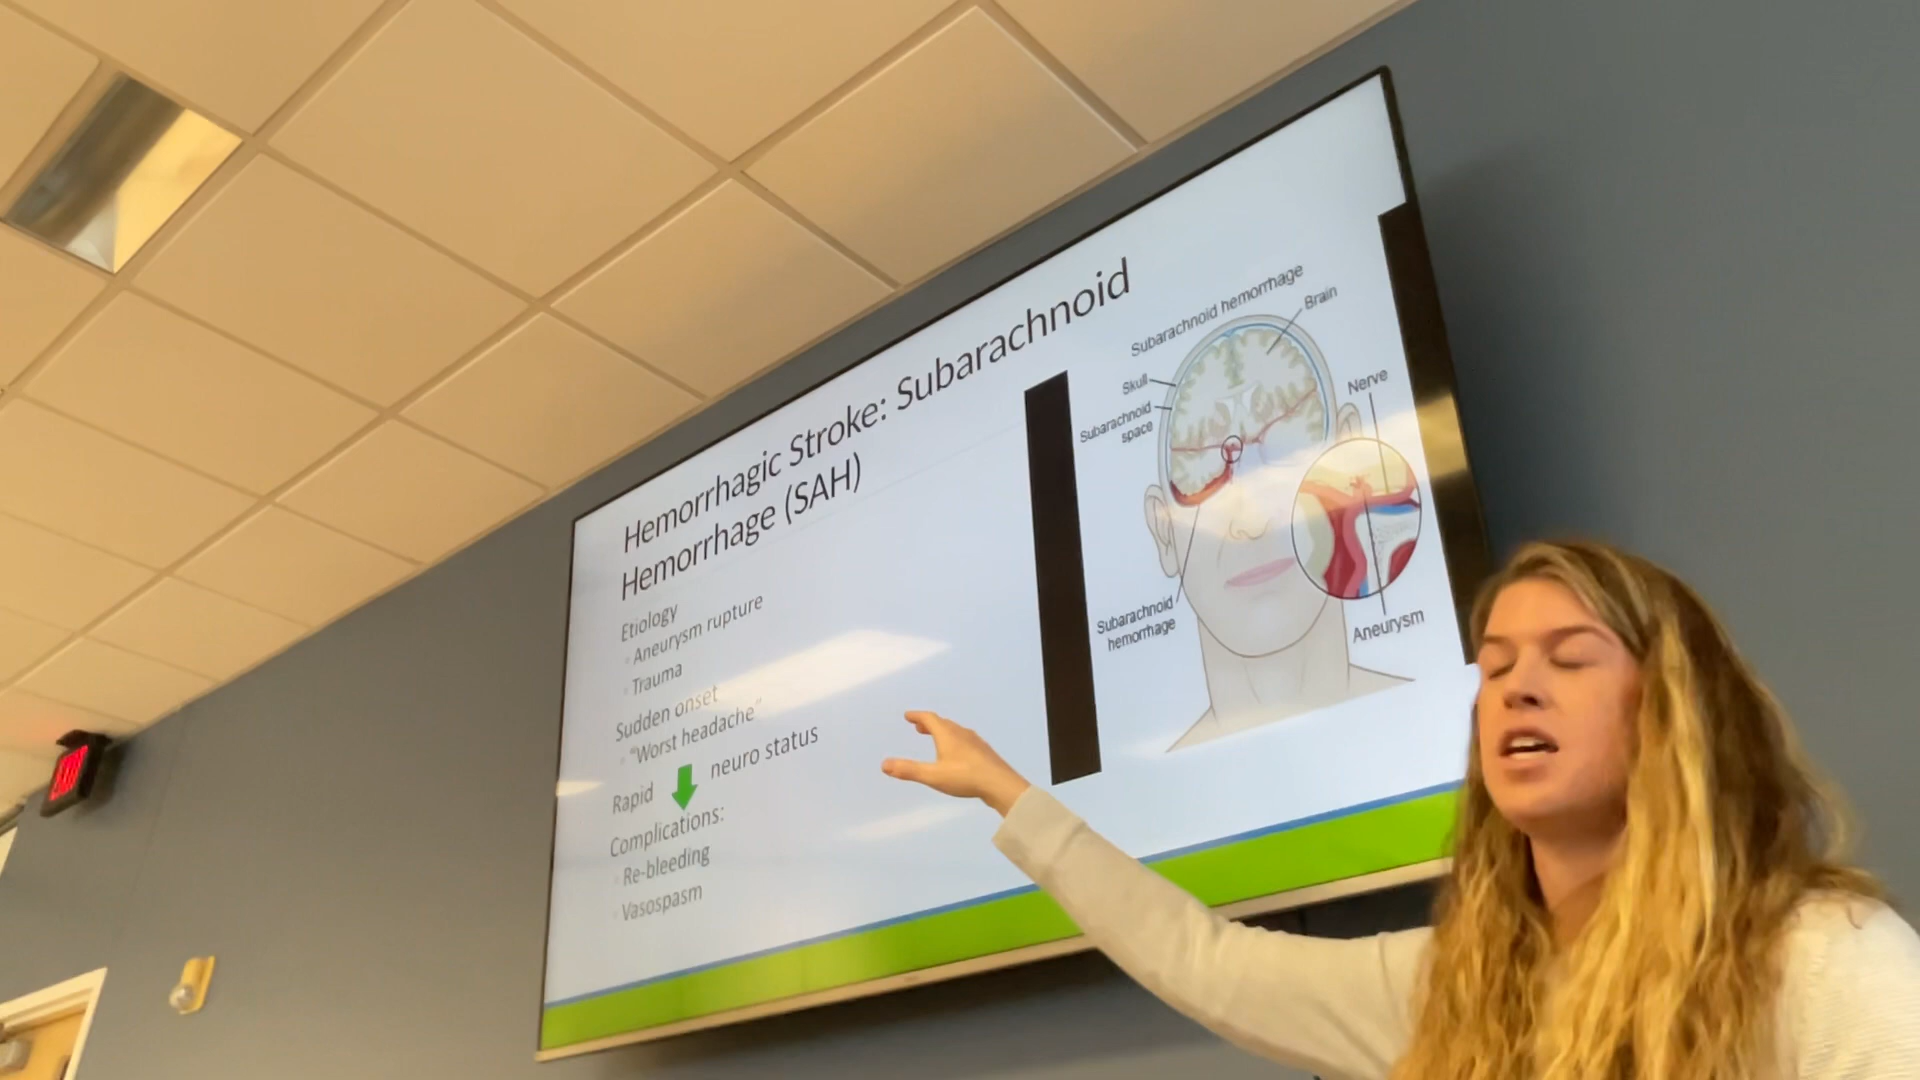 Hemorrhagic Stroke: Subarachnoid
Hemorrhage (SAH)
Etiology
Aneurysm rupture
Trauma
Sudden onset
"Worst headache"
Rapid neuro status
Complications:
Re-bleeding
Vasospasm
Subarachnoid hemorrhage
Brain
Skull
Subarachnoid
space
Nerve
Subarachnoid
hemorrhage
Aneurysm